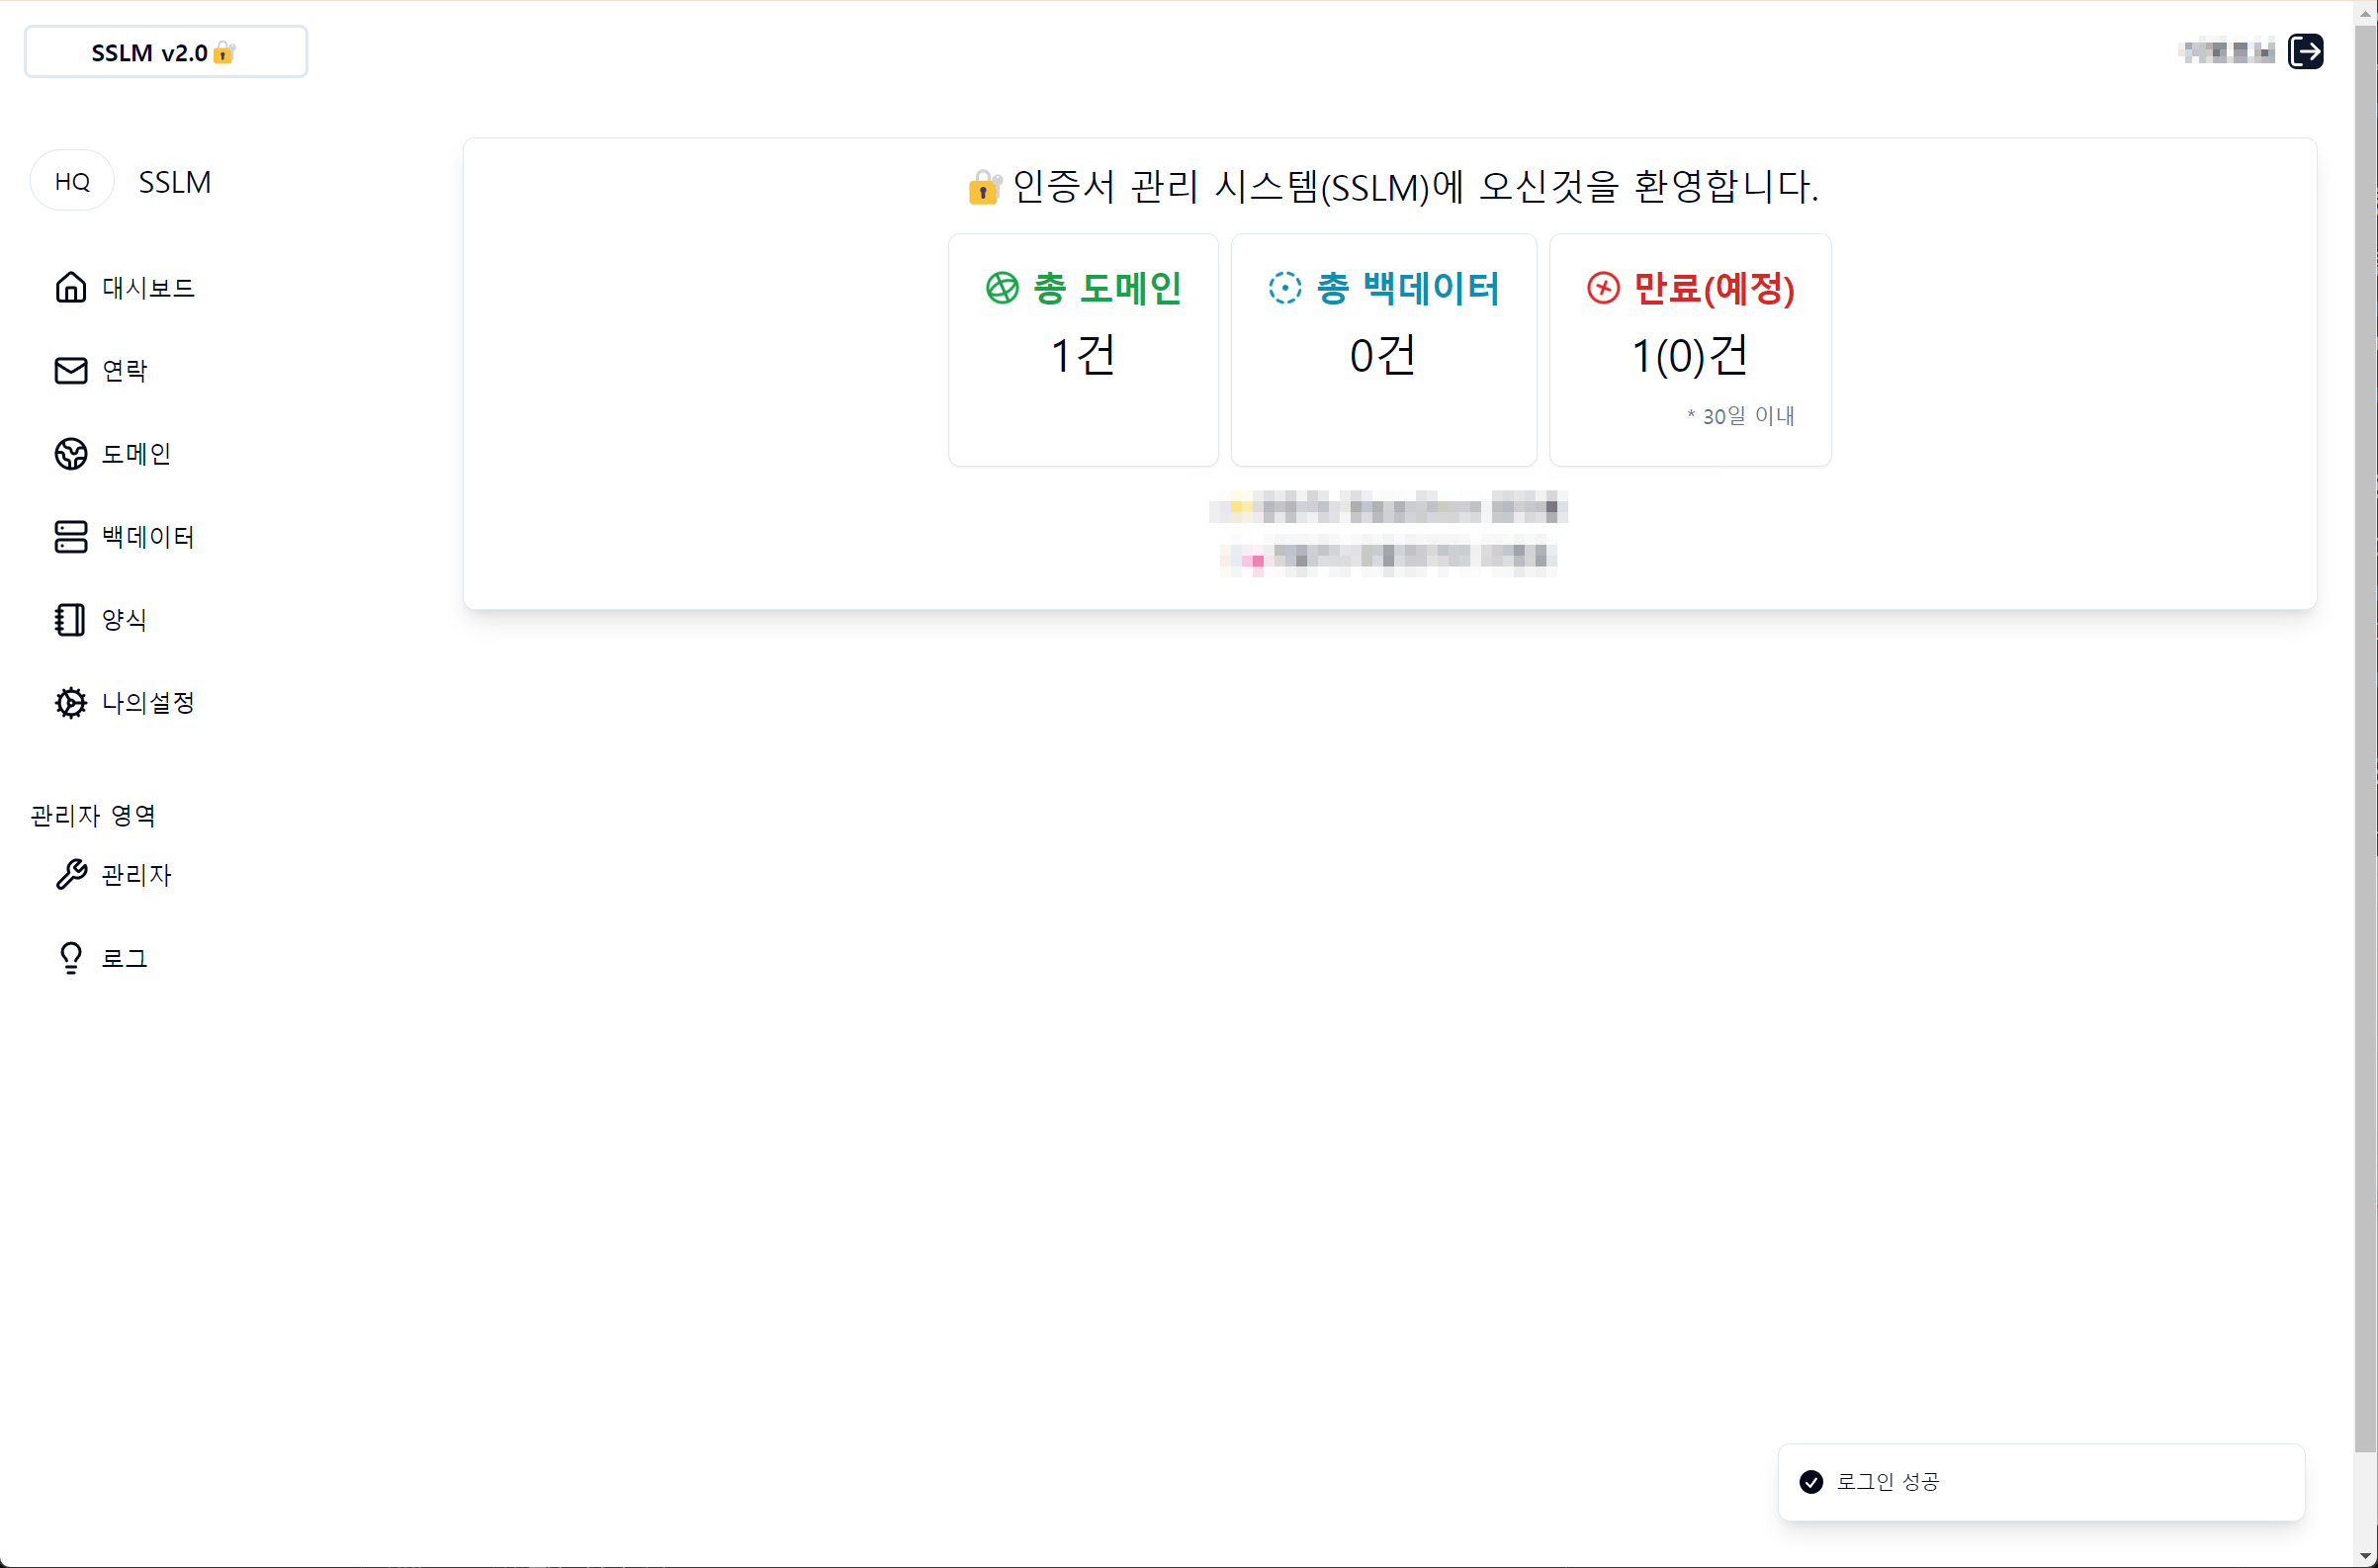 SSLM v2.0🔐
HQ SSLM
대시보드
연락
도메인
백데이터
양식
나의설정
관리자 영역
관리자
로그
🔐인증서 관리 시스템(SSLM)에 오신것을 환영합니다.
총 도메인
1건
총 백데이터
0건
만료(예정)
1(0)건
* 30일 이내
로그인 성공